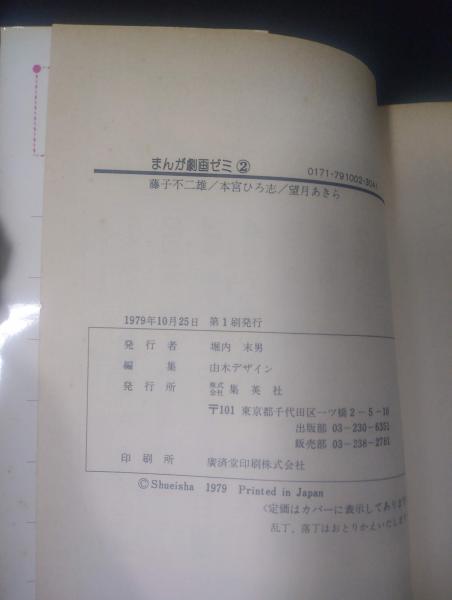 まんが劇画ゼミ②
0171-791002-3041
藤子不二雄／本宮ひろ志／望月あきら
1979年10月25日 第1刷発行
発行者 堀内末男
編集 由木デザイン
発行所 株式会社 集英社
〒101 東京都千代田区一ツ橋2-5-10
出版部 03-230-6351
販売部 03-238-2781
印刷所 廣済堂印刷株式会社
©Shueisha 1979 Printed in Japan
〈定価はカバーに表示してあります
乱丁、落丁はおとりかえいたします